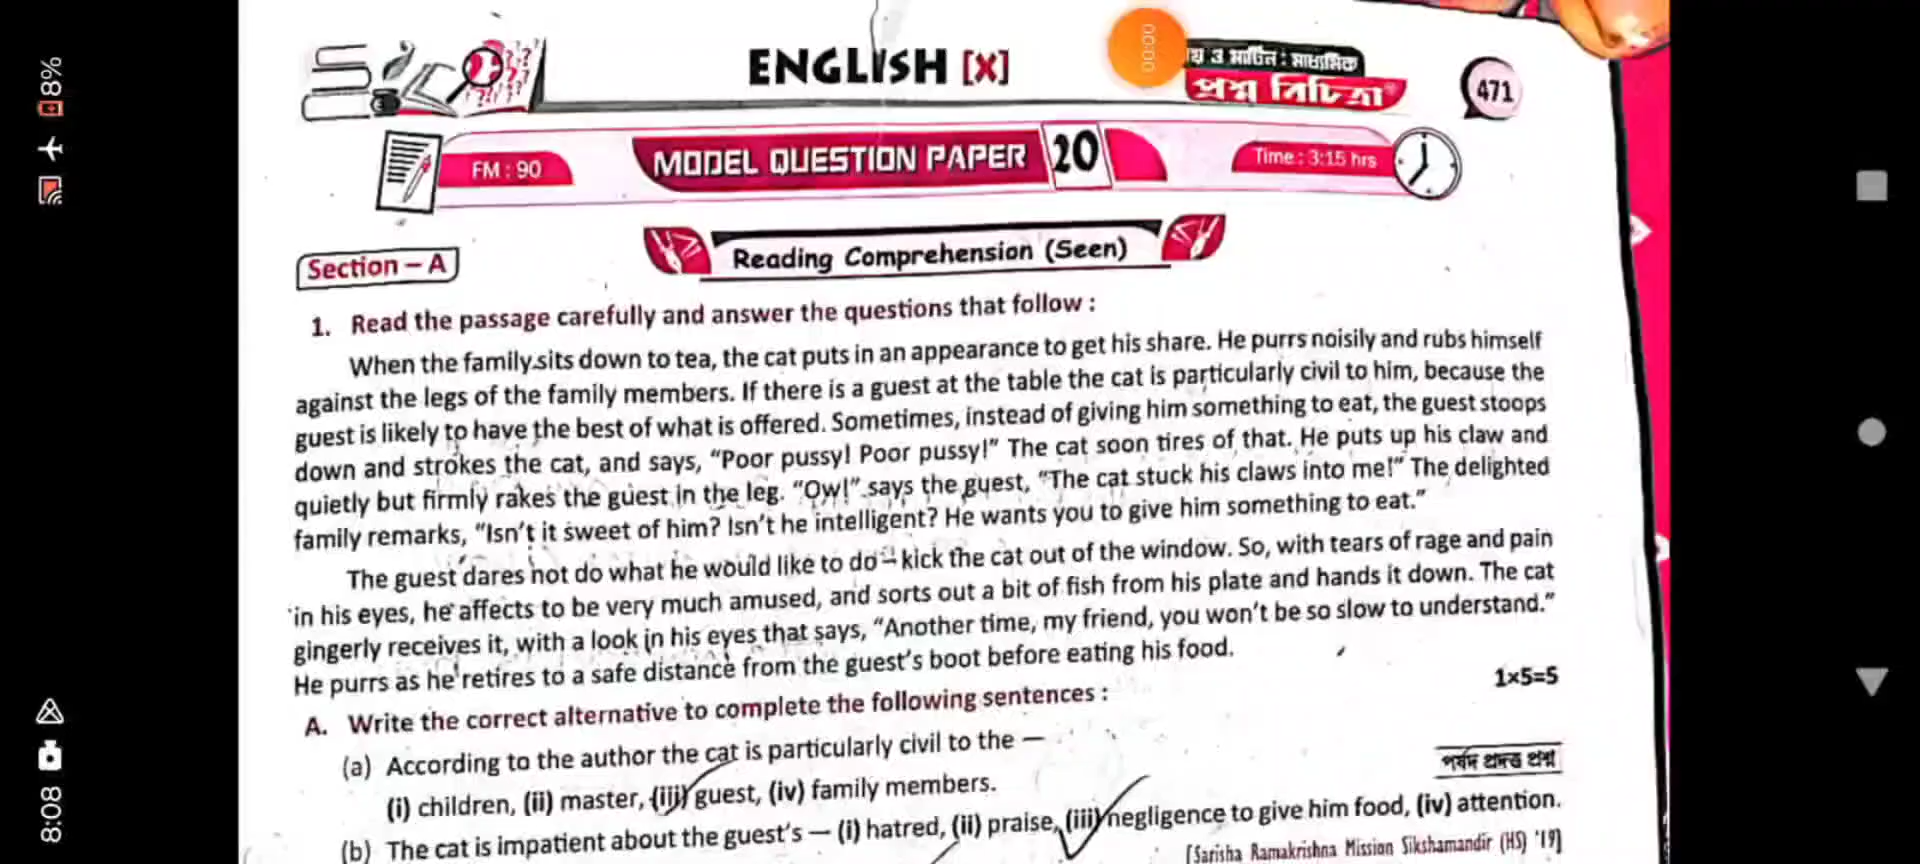 ENGLISH [X]
য় ও মার্টিন : মাধ্যমিক
প্রশ্ন বিচিত্রা
471
FM : 90
MODEL QUESTION PAPER 20
Time : 3:15 hrs
Section – A
Reading Comprehension (Seen)
1. Read the passage carefully and answer the questions that follow :
When the family sits down to tea, the cat puts in an appearance to get his share. He purrs noisily and rubs himself
against the legs of the family members. If there is a guest at the table the cat is particularly civil to him, because the
guest is likely to have the best of what is offered. Sometimes, instead of giving him something to eat, the guest stoops
down and strokes the cat, and says, “Poor pussy! Poor pussy!” The cat soon tires of that. He puts up his claw and
quietly but firmly rakes the guest in the leg. “Ow!” says the guest, “The cat stuck his claws into me!” The delighted
family remarks, “Isn’t it sweet of him? Isn’t he intelligent? He wants you to give him something to eat.”
The guest dares not do what he would like to do – kick the cat out of the window. So, with tears of rage and pain
in his eyes, he affects to be very much amused, and sorts out a bit of fish from his plate and hands it down. The cat
gingerly receives it, with a look in his eyes that says, “Another time, my friend, you won’t be so slow to understand.”
He purrs as he retires to a safe distance from the guest’s boot before eating his food.
A. Write the correct alternative to complete the following sentences : 1×5=5
(a) According to the author the cat is particularly civil to the —
(i) children, (ii) master, (iii) guest, (iv) family members.
পর্ষদ প্রদত্ত প্রশ্ন
(b) The cat is impatient about the guest’s — (i) hatred, (ii) praise, (iii) negligence to give him food, (iv) attention.
[Sarisha Ramakrishna Mission Sikshamandir (HS) '19]
00:00
8%
8:08